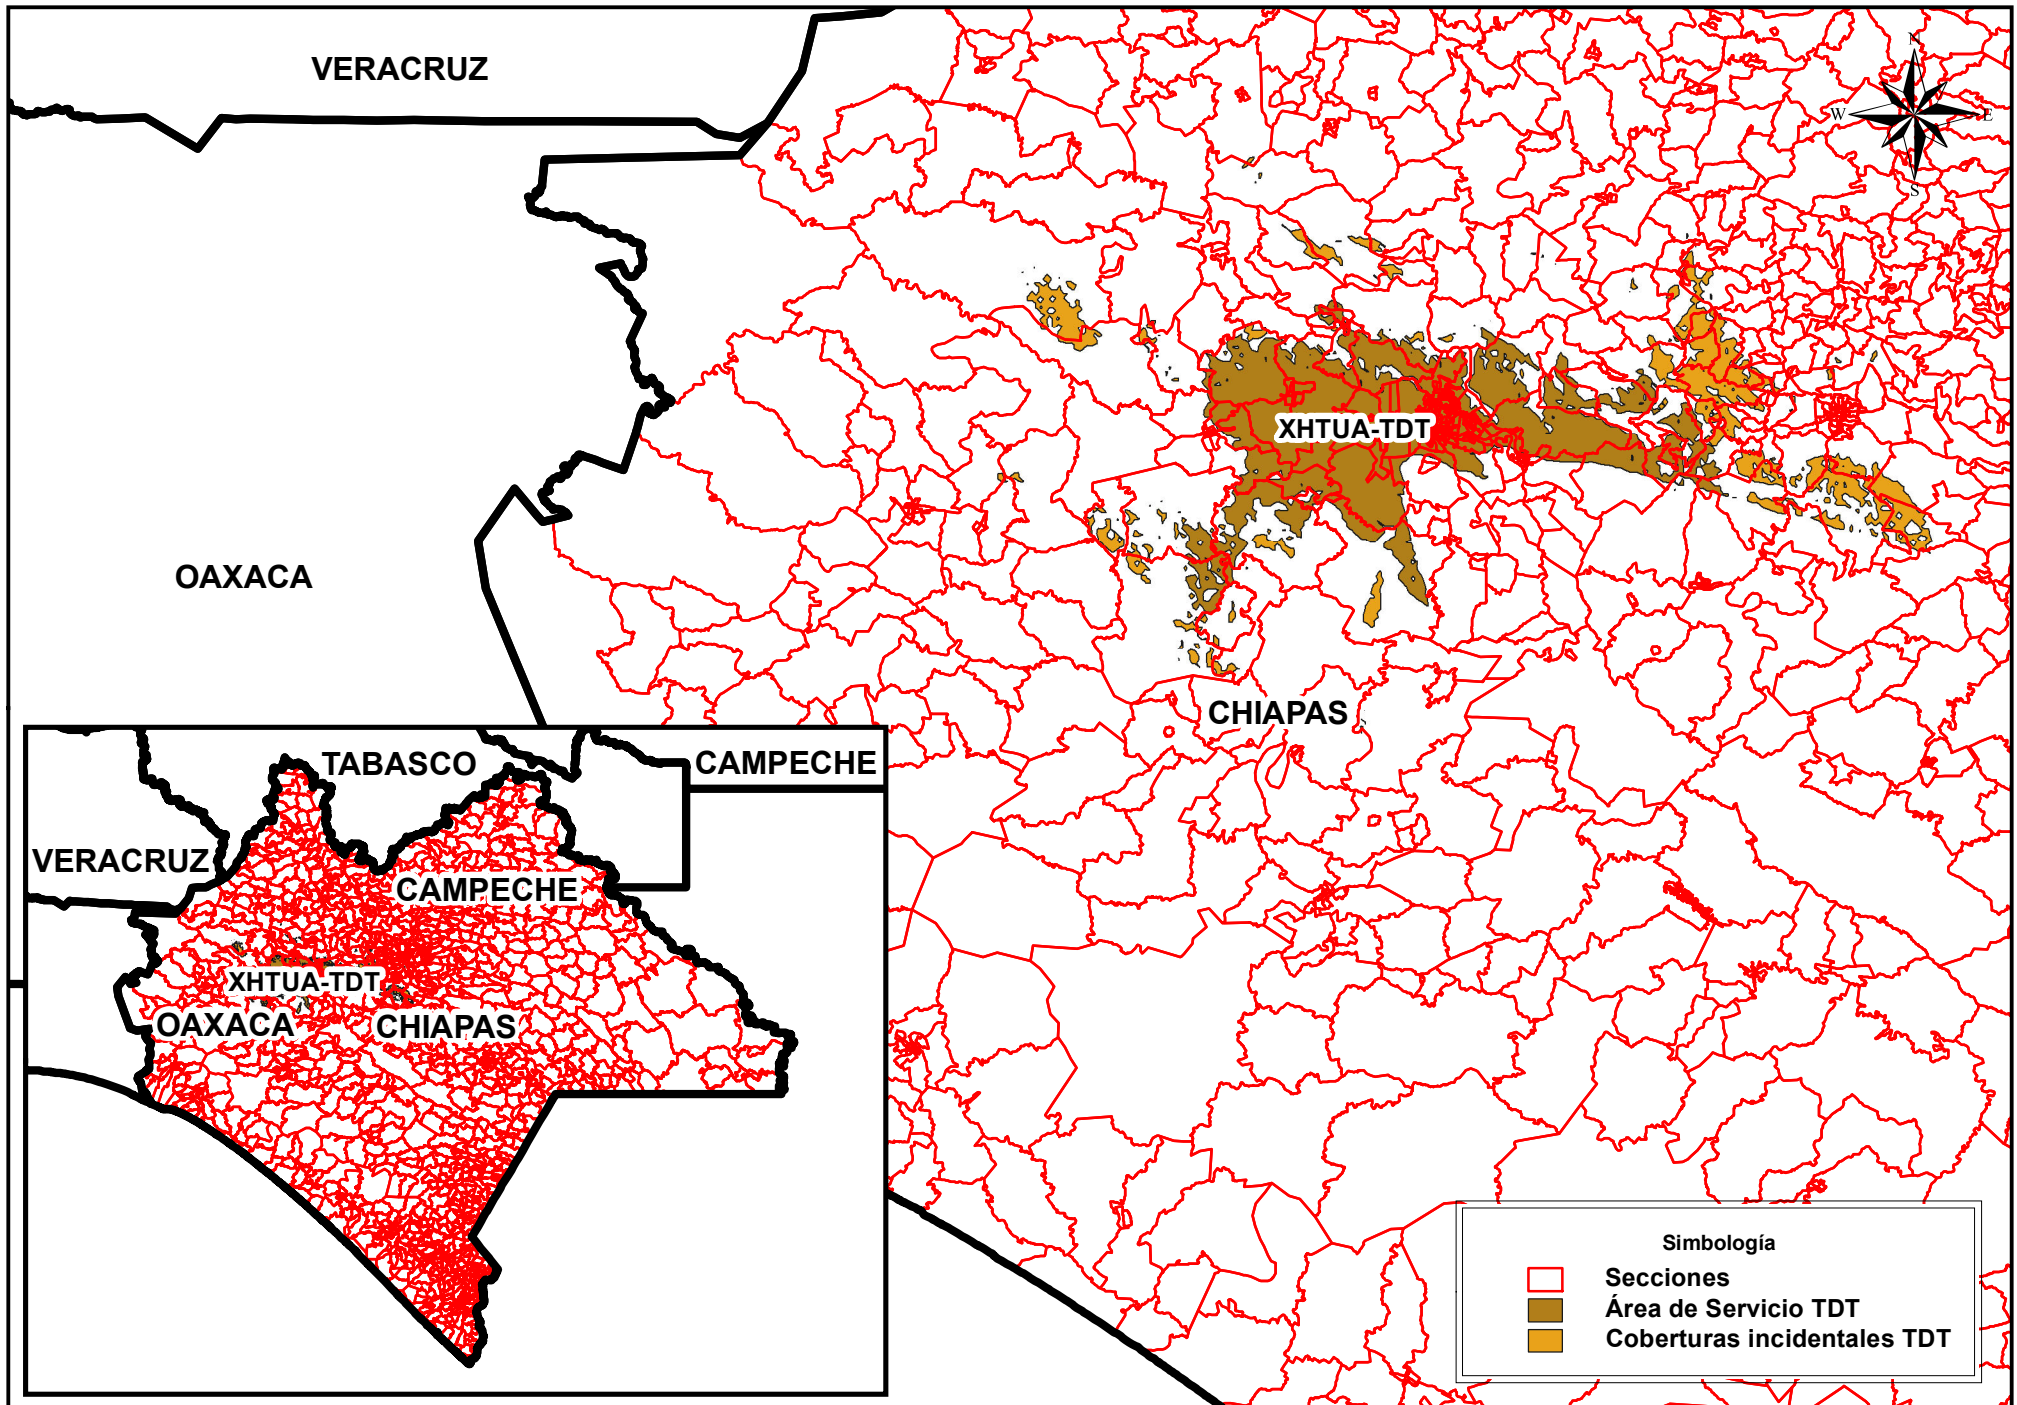 VERACRUZ
N
W
E
S
XHTUA-TDT
OAXACA
CHIAPAS
TABASCO
CAMPECHE
VERACRUZ
CAMPECHE
XHTUA-TDT
OAXACA
CHIAPAS
Simbología
Secciones
Área de Servicio TDT
Coberturas incidentales TDT